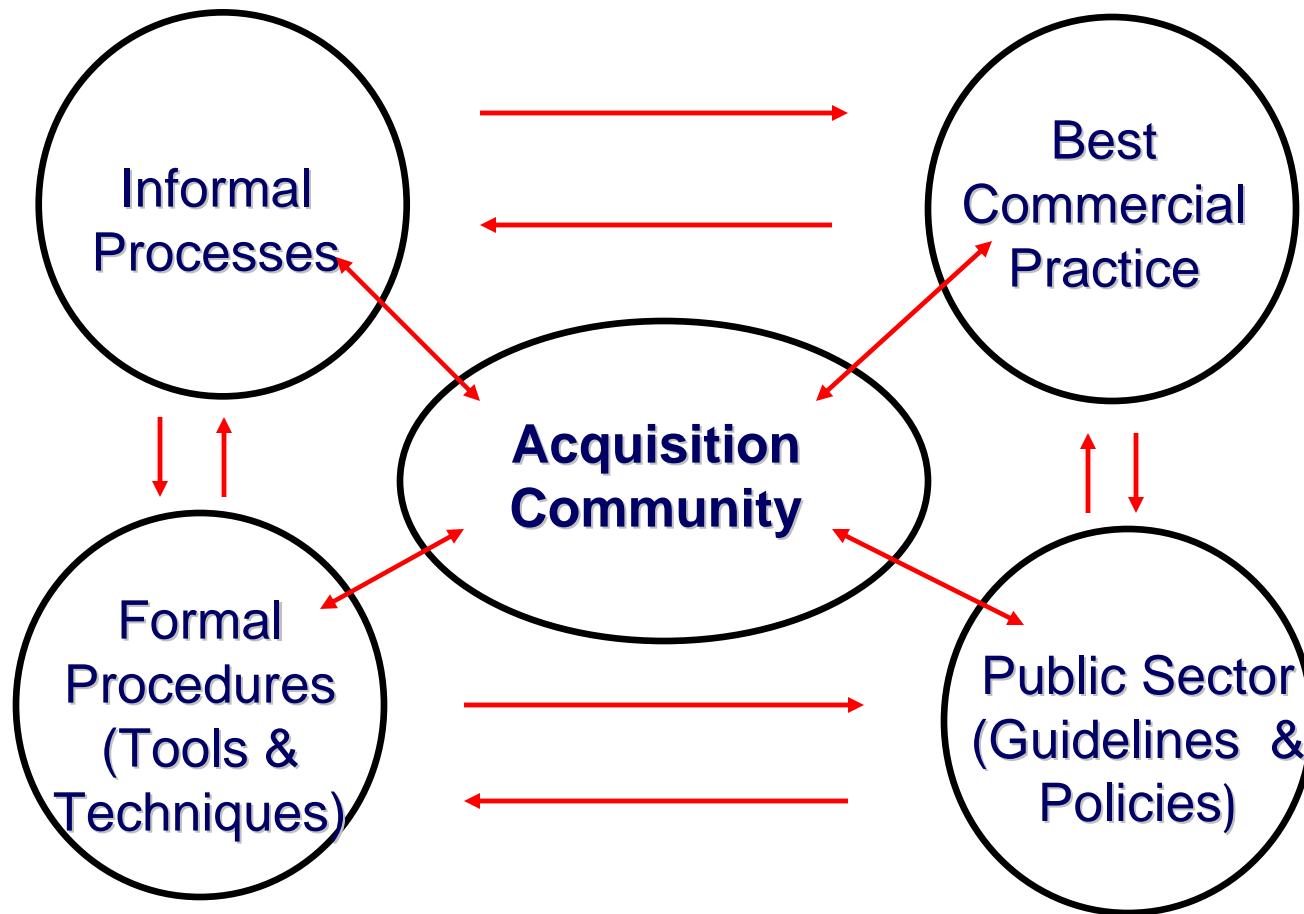 Informal
Processes
Best
Commercial
Practice
Acquisition
Community
Formal
Procedures
(Tools &
Techniques)
Public Sector
(Guidelines &
Policies)